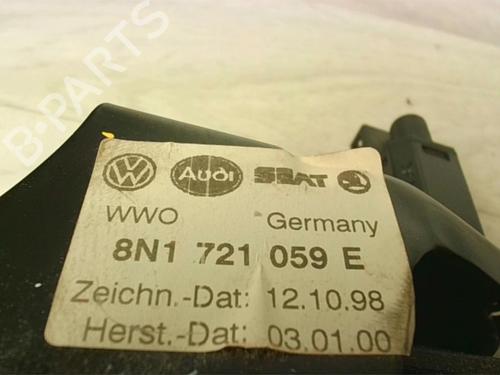 B-PARTS
VW Audi SEAT
WWO Germany
8N1 721 059 E
Zeichn.-Dat: 12.10.98
Herst.-Dat: 03.01.00